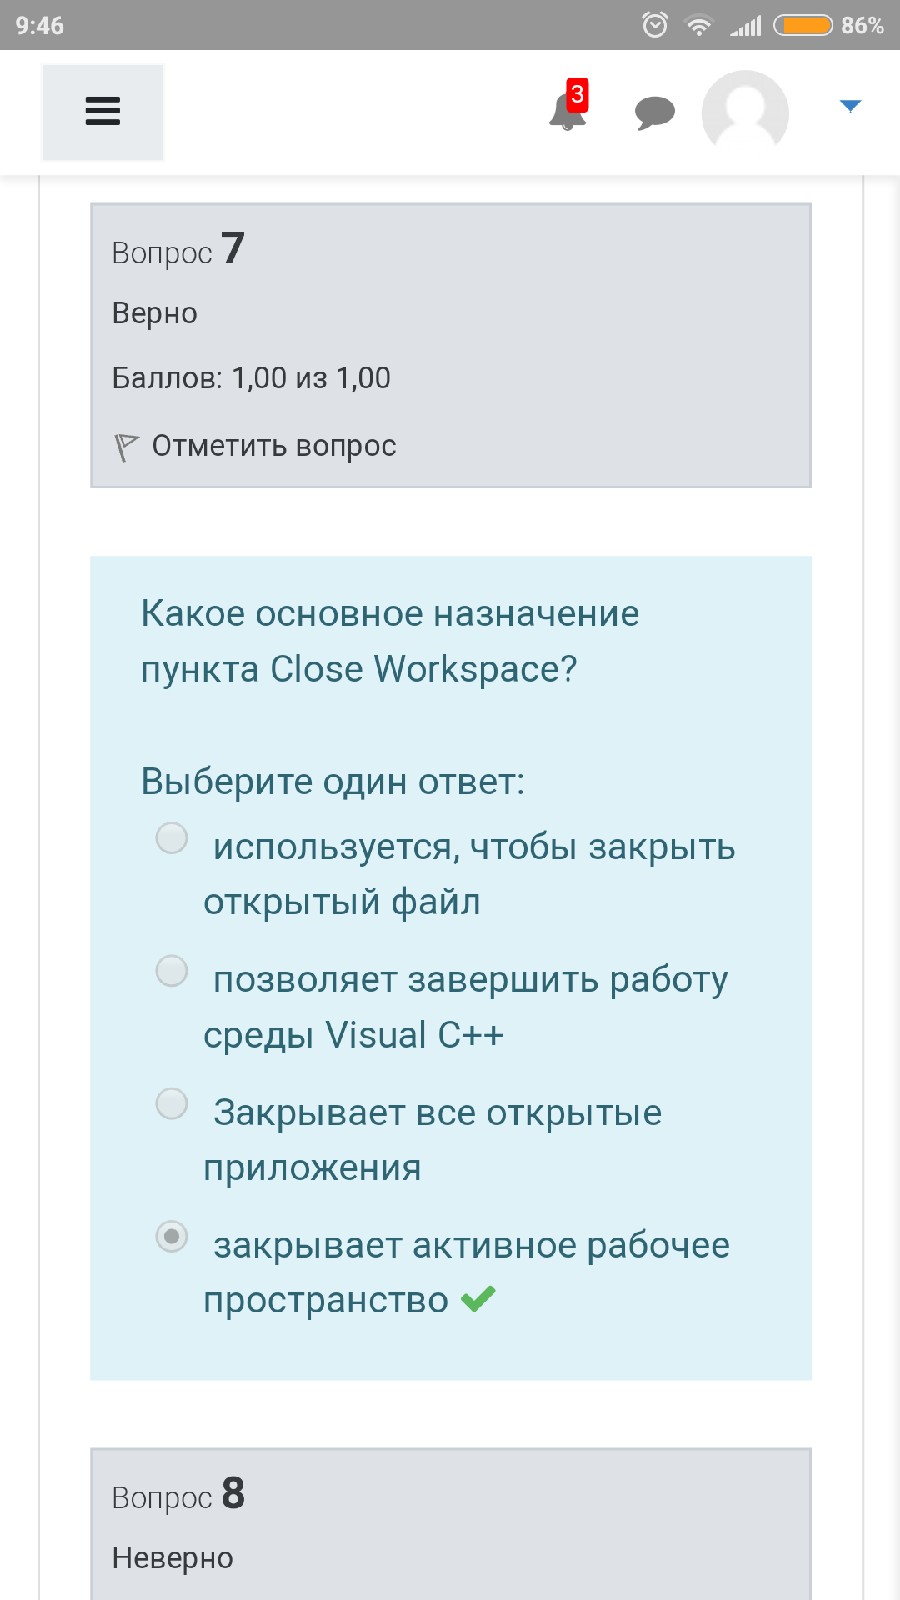 9:46
86%
3
Вопрос 7
Верно
Баллов: 1,00 из 1,00
Отметить вопрос
Какое основное назначение
пункта Close Workspace?
Выберите один ответ:
используется, чтобы закрыть
открытый файл
позволяет завершить работу
среды Visual C++
Закрывает все открытые
приложения
закрывает активное рабочее
пространство
Вопрос 8
Неверно